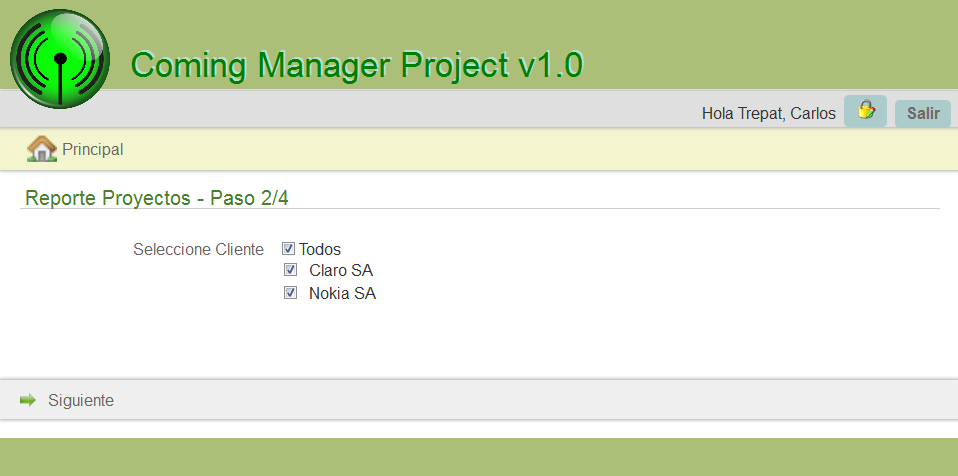 Coming Manager Project v1.0
Hola Trepat, Carlos Salir
Principal
Reporte Proyectos - Paso 2/4
Seleccione Cliente Todos
Claro SA
Nokia SA
Siguiente